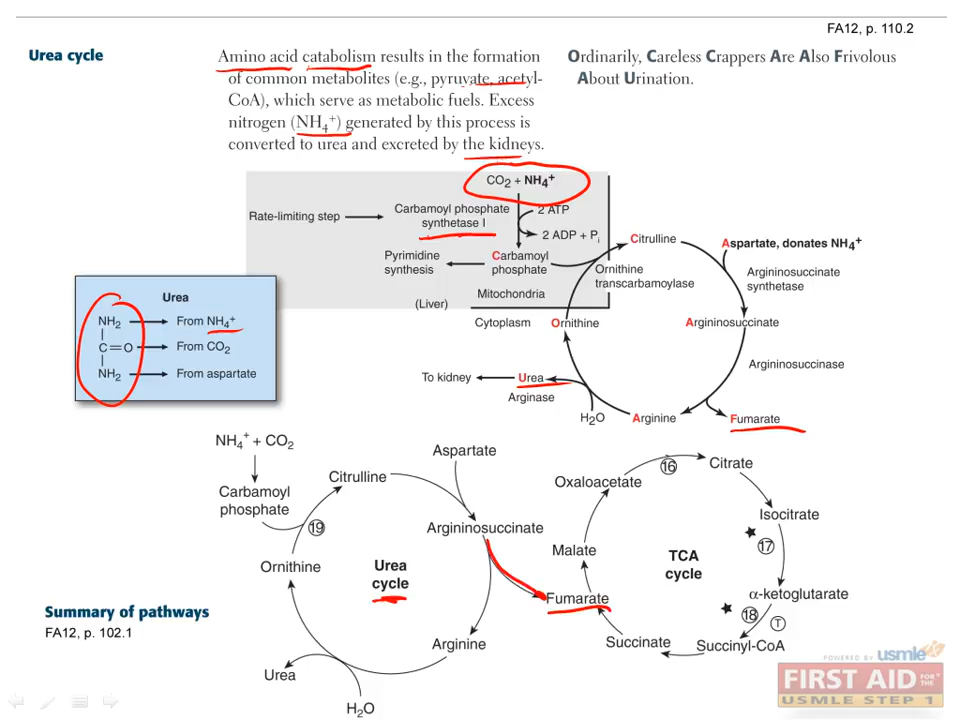 FA12, p. 110.2
Urea cycle
Amino acid catabolism results in the formation
of common metabolites (e.g., pyruvate, acetyl-
CoA), which serve as metabolic fuels. Excess
nitrogen (NH4+) generated by this process is
converted to urea and excreted by the kidneys.
Ordinarily, Careless Crappers Are Also Frivolous
About Urination.
CO2 + NH4+
Rate-limiting step
Carbamoyl phosphate
synthetase I
2 ATP
2 ADP + Pi
Pyrimidine
synthesis
Carbamoyl
phosphate
(Liver)
Mitochondria
Cytoplasm
Citrulline
Aspartate, donates NH4+
Ornithine
transcarbamoylase
Argininosuccinate
synthetase
Ornithine
Argininosuccinate
Argininosuccinase
To kidney
Urea
Arginase
H2O
Arginine
Fumarate
Urea
NH2
From NH4+
C=O
From CO2
NH2
From aspartate
NH4+ + CO2
Carbamoyl
phosphate
Citrulline
Aspartate
19
Argininosuccinate
Ornithine
Urea
cycle
Fumarate
Arginine
Urea
H2O
Oxaloacetate
16
Citrate
Isocitrate
17
Malate
TCA
cycle
α-ketoglutarate
18
T
Succinate
Succinyl-CoA
Summary of pathways
FA12, p. 102.1
POWERED BY usmle
FIRST AID FOR THE
USMLE STEP 1